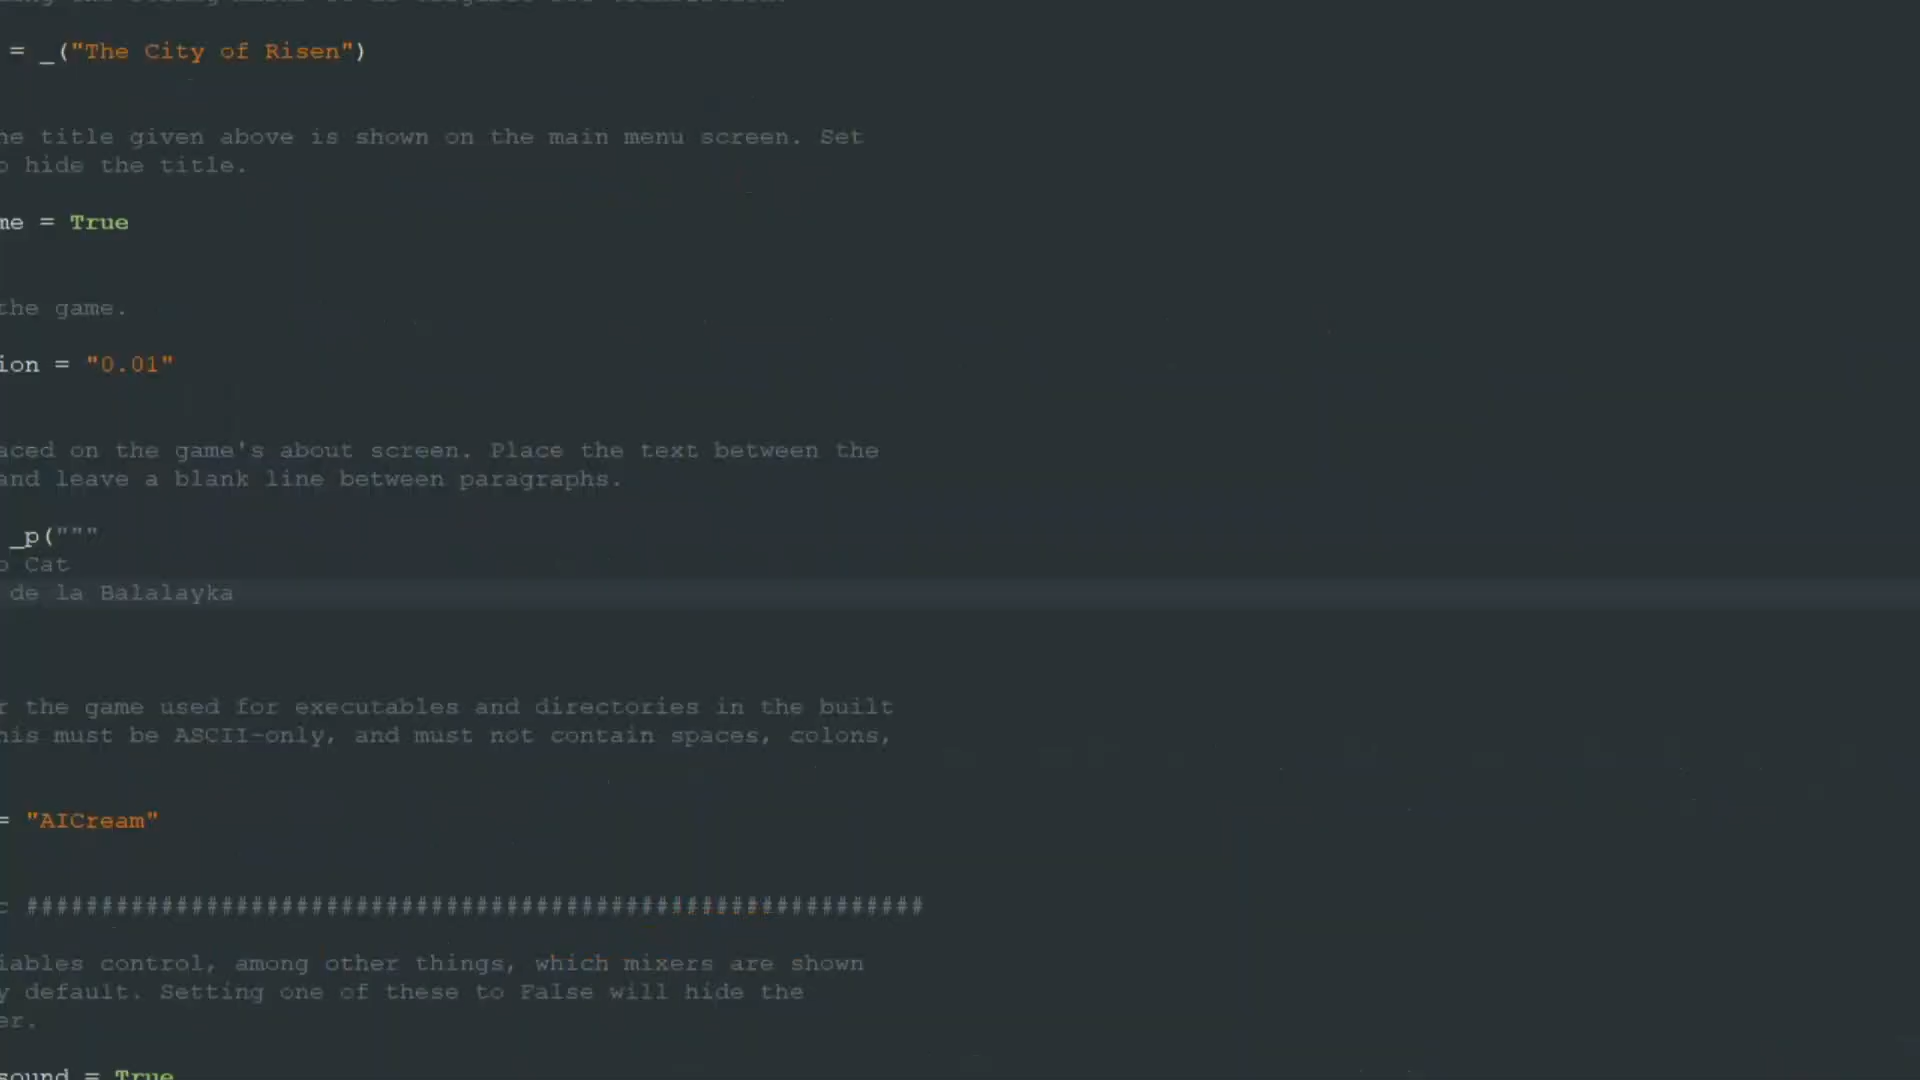 = _("The City of Risen")
he title given above is shown on the main menu screen. Set
o hide the title.
me = True
the game.
ion = "0.01"
aced on the game's about screen. Place the text between the
and leave a blank line between paragraphs.
_p("""
o Cat
de la Balalayka
r the game used for executables and directories in the built
his must be ASCII-only, and must not contain spaces, colons,
= "AICream"
c ############################################################
iables control, among other things, which mixers are shown
y default. Setting one of these to False will hide the
er.
sound = True